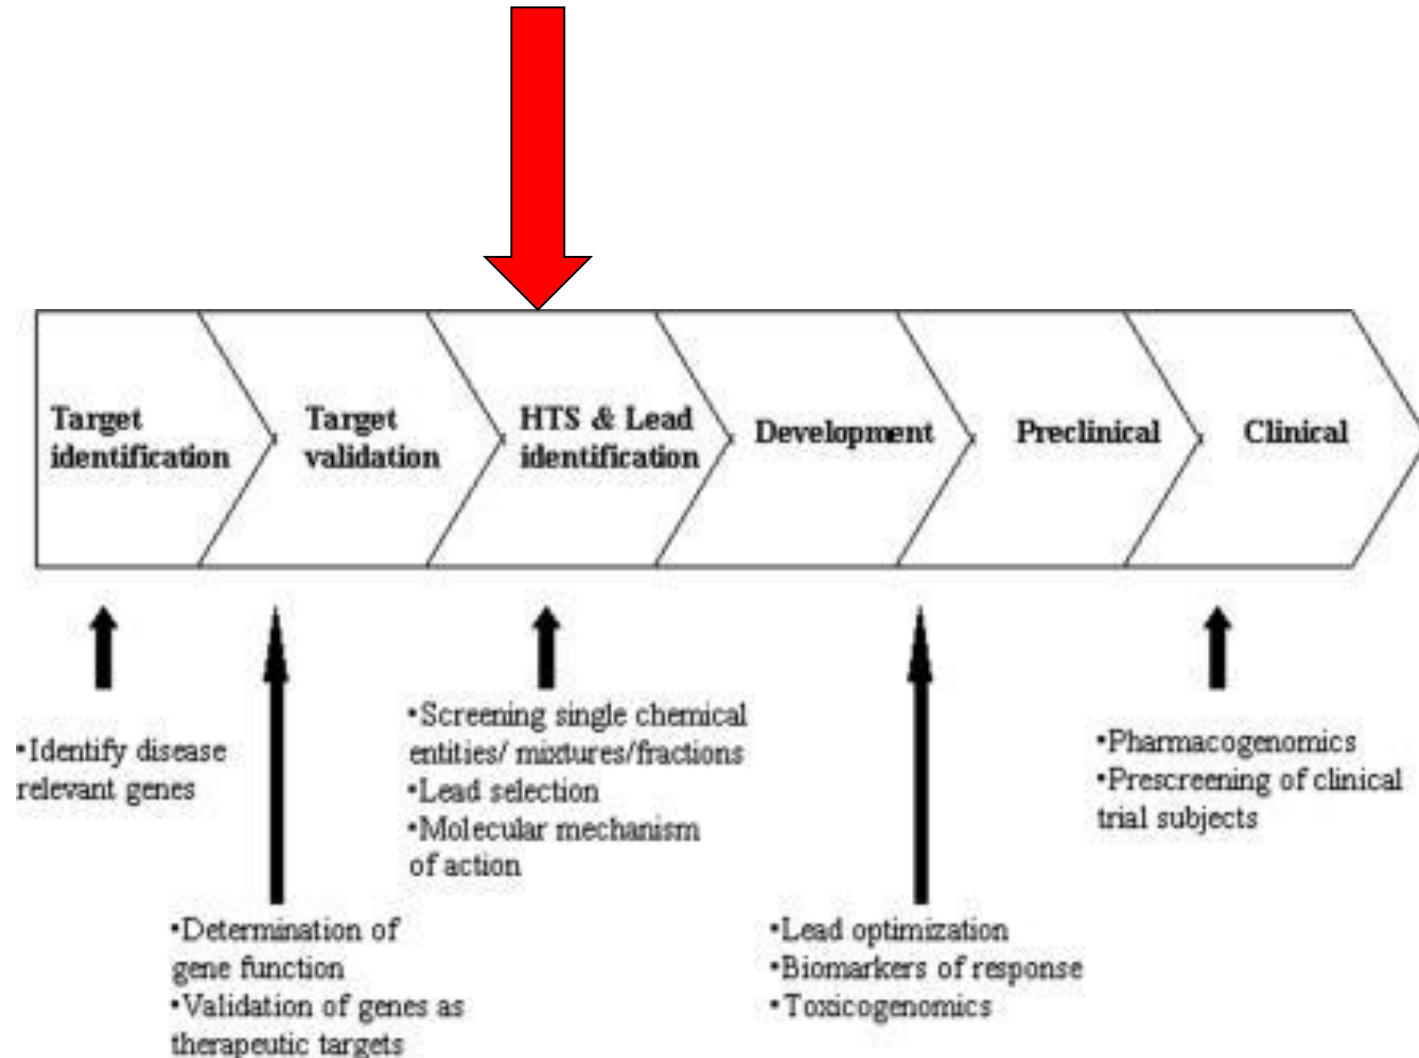 Target
identification
Target
validation
HTS & Lead
identification
Development
Preclinical
Clinical
•Identify disease
relevant genes
•Determination of
gene function
•Validation of genes as
therapeutic targets
•Screening single chemical
entities/ mixtures/fractions
•Lead selection
•Molecular mechanism
of action
•Lead optimization
•Biomarkers of response
•Toxicogenomics
•Pharmacogenomics
•Prescreening of clinical
trial subjects